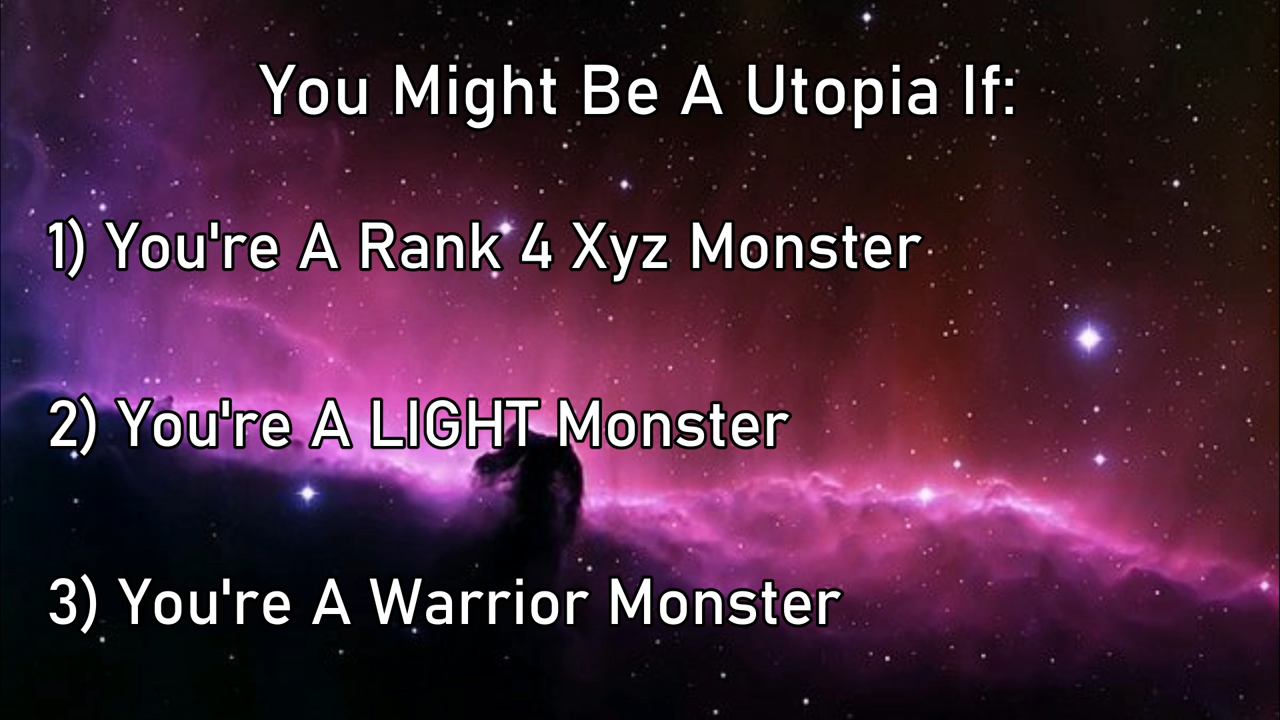 You Might Be A Utopia If:
1) You're A Rank 4 Xyz Monster
2) You're A LIGHT Monster
3) You're A Warrior Monster